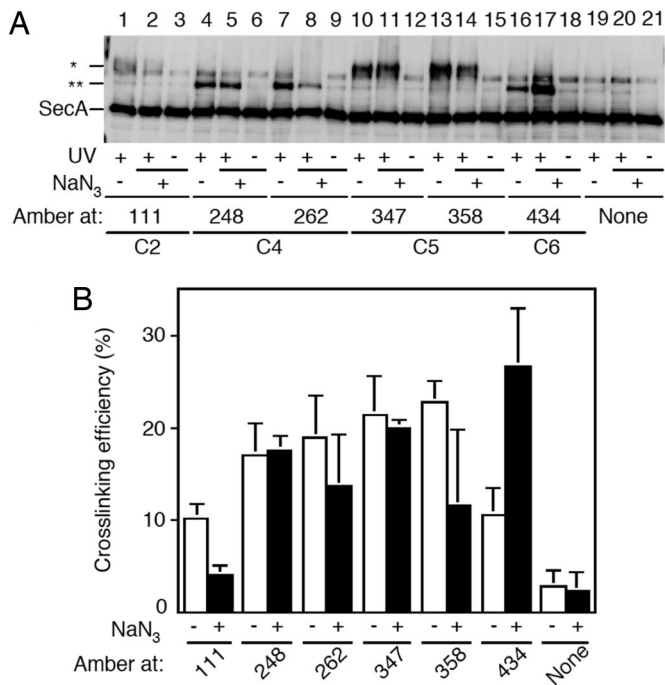 A
1 2 3 4 5 6 7 8 9 10 11 12 13 14 15 16 17 18 19 20 21
*
**
SecA
UV + + - + + - + + - + + - + + - + + - + + -
NaN3 - + - + - + - + - + - + - +
Amber at: 111 248 262 347 358 434 None
C2 C4 C5 C6
B
Crosslinking efficiency (%)
30
20
10
0
NaN3 - + - + - + - + - + - + - +
Amber at: 111 248 262 347 358 434 None